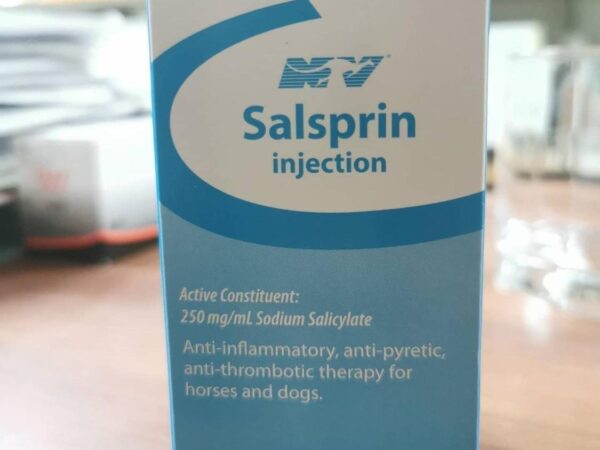 NV
Salsprin
injection
Active Constituent:
250 mg/mL Sodium Salicylate
Anti-inflammatory, anti-pyretic,
anti-thrombotic therapy for
horses and dogs.